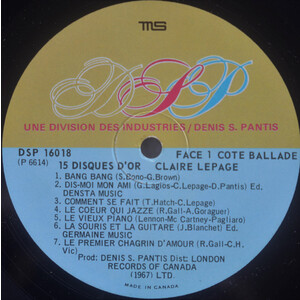 MS
DSP
UNE DIVISION DES INDUSTRIES/DENIS S. PANTIS
DSP 16018 FACE 1 COTE BALLADE
(P 6614) 15 DISQUES D'OR CLAIRE LEPAGE
1. BANG BANG (S.Bono-G.Brown)
2. DIS-MOI MON AMI (G.Lagios-C.Lepage-D.Pantis) Ed.
DENSTA MUSIC
3. COMMENT SE FAIT (T.Hatch-C.Lepage)
4. LE COEUR QUI JAZZE (R.Gall-A.Goraguer)
5. LE VIEUX PIANO (Lennon-Mc Cartney-Pagliaro)
6. LA SOURIS ET LA GUITARE (J.Blanchet) Ed.
GERMAINE MUSIC
7. LE PREMIER CHAGRIN D'AMOUR (R.Gall-C.H.
Vic)
Prod: DENIS S. PANTIS Dist: LONDON
RECORDS OF CANADA
(1967) LTD.
MADE IN CANADA